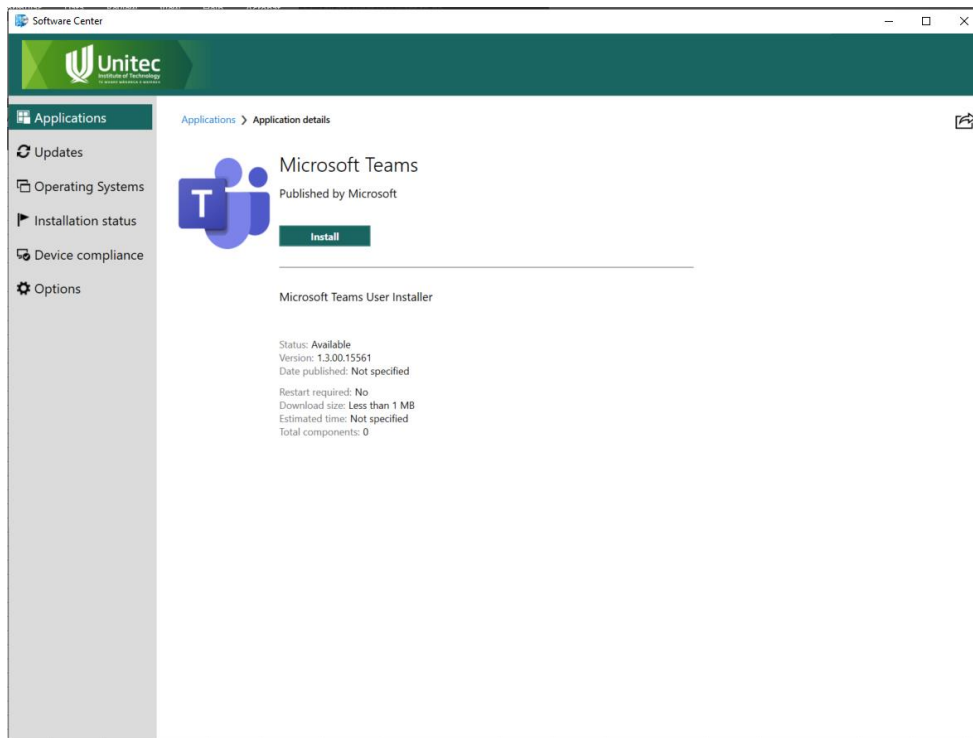 Software Center
Unitec
Institute of Technology
Applications
Updates
Operating Systems
Installation status
Device compliance
Options
Applications ❯ Application details
T
Microsoft Teams
Published by Microsoft
Install
Microsoft Teams User Installer
Status: Available
Version: 1.3.00.15561
Date published: Not specified
Restart required: No
Download size: Less than 1 MB
Estimated time: Not specified
Total components: 0